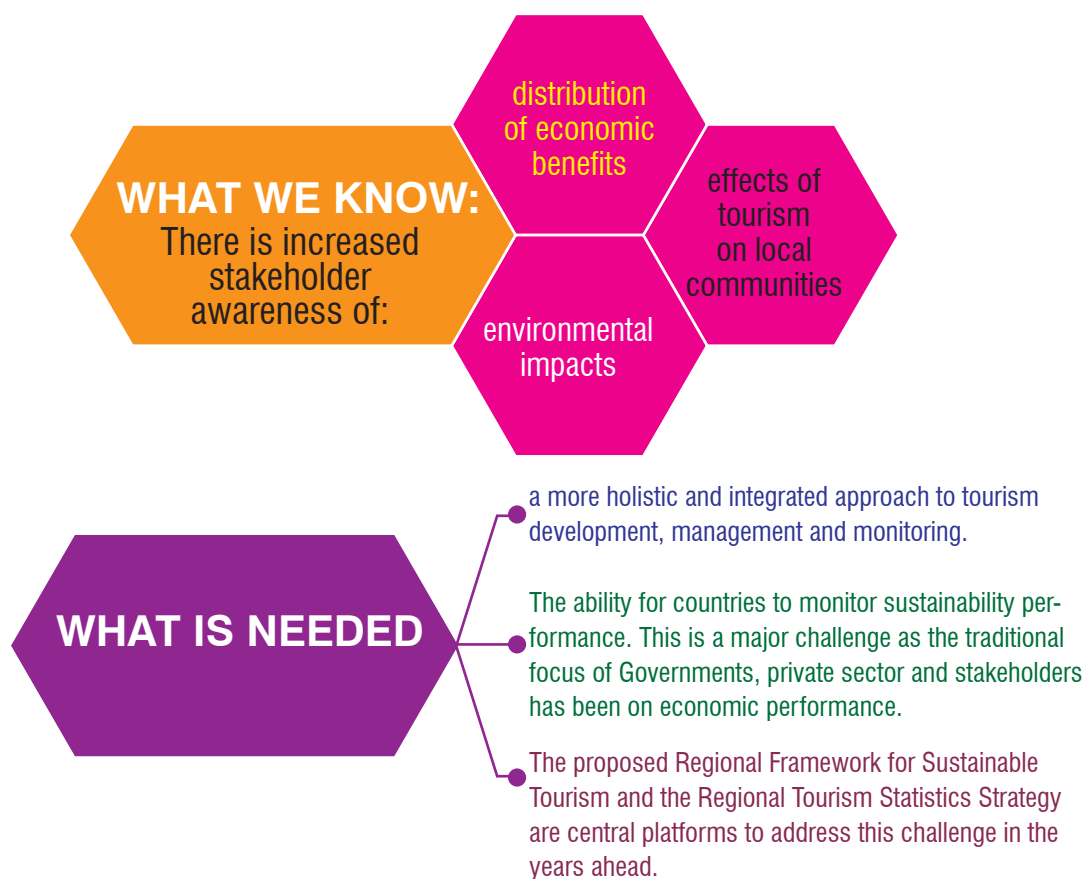 WHAT WE KNOW:
There is increased
stakeholder
awareness of:
distribution
of economic
benefits
effects of
tourism
on local
communities
environmental
impacts
WHAT IS NEEDED
a more holistic and integrated approach to tourism
development, management and monitoring.
The ability for countries to monitor sustainability per-
formance. This is a major challenge as the traditional
focus of Governments, private sector and stakeholders
has been on economic performance.
The proposed Regional Framework for Sustainable
Tourism and the Regional Tourism Statistics Strategy
are central platforms to address this challenge in the
years ahead.